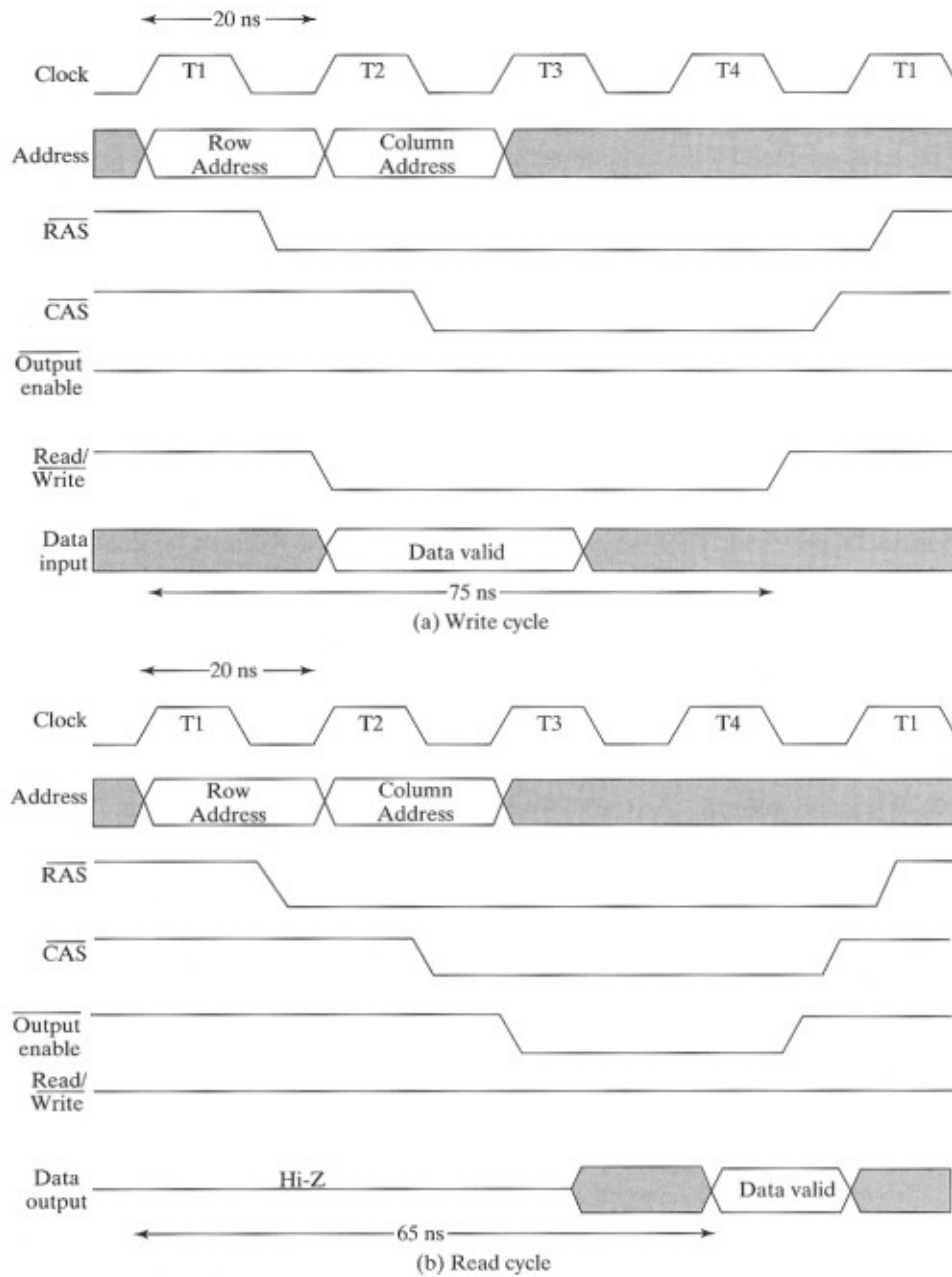 20 ns
Clock
T1
T2
T3
T4
T1
Address
Row
Address
Column
Address
RAS
CAS
Output
enable
Read/
Write
Data
input
Data valid
75 ns
(a) Write cycle
20 ns
Clock
T1
T2
T3
T4
T1
Address
Row
Address
Column
Address
RAS
CAS
Output
enable
Read/
Write
Data
output
Hi-Z
Data valid
65 ns
(b) Read cycle